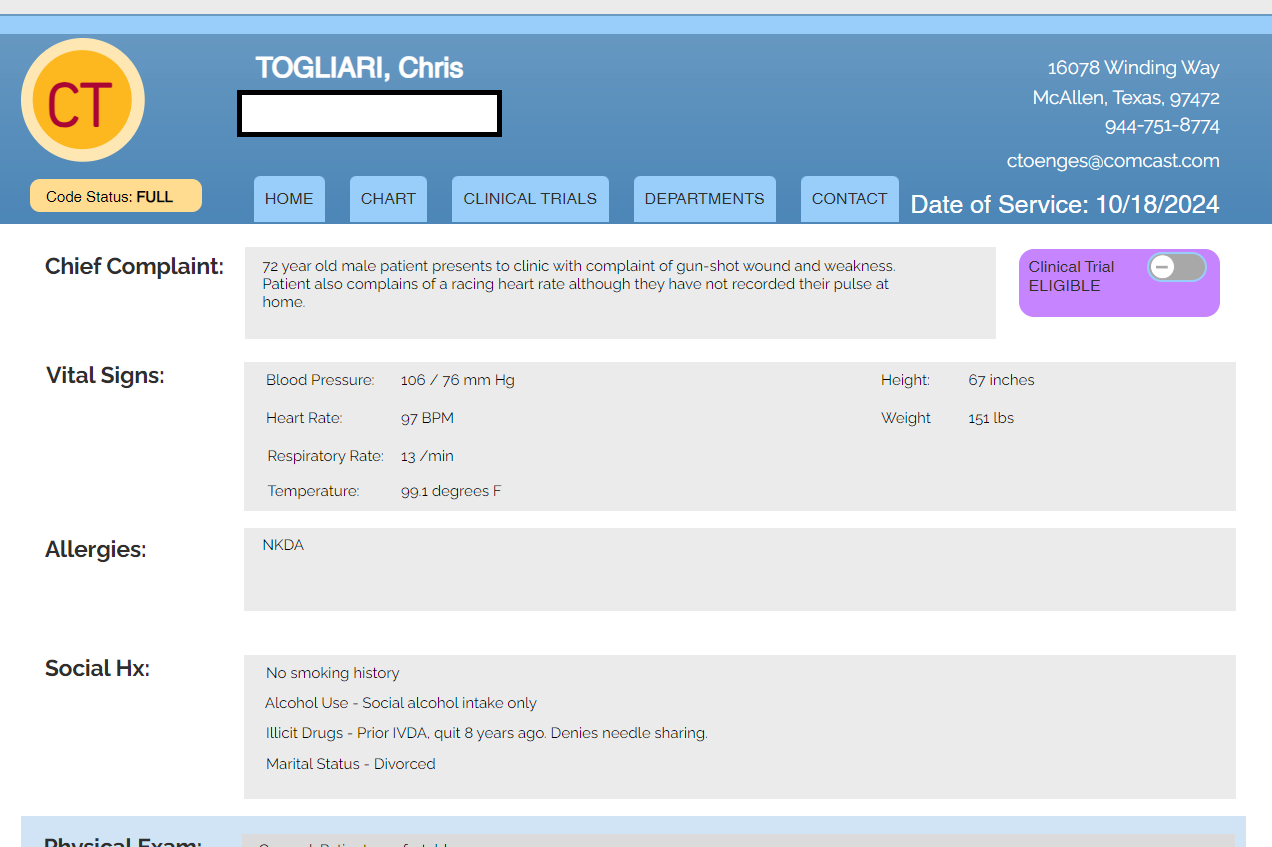 CT
TOGLIARI, Chris
16078 Winding Way
McAllen, Texas, 97472
944-751-8774
ctoenges@comcast.com
Code Status: FULL
HOME
CHART
CLINICAL TRIALS
DEPARTMENTS
CONTACT
Date of Service: 10/18/2024
Chief Complaint:
72 year old male patient presents to clinic with complaint of gun-shot wound and weakness.
Patient also complains of a racing heart rate although they have not recorded their pulse at
home.
Clinical Trial
ELIGIBLE
Vital Signs:
Blood Pressure: 106 / 76 mm Hg
Height: 67 inches
Heart Rate: 97 BPM
Weight 151 lbs
Respiratory Rate: 13 /min
Temperature: 99.1 degrees F
Allergies:
NKDA
Social Hx:
No smoking history
Alcohol Use - Social alcohol intake only
Illicit Drugs - Prior IVDA, quit 8 years ago. Denies needle sharing.
Marital Status - Divorced
Physical Exam: